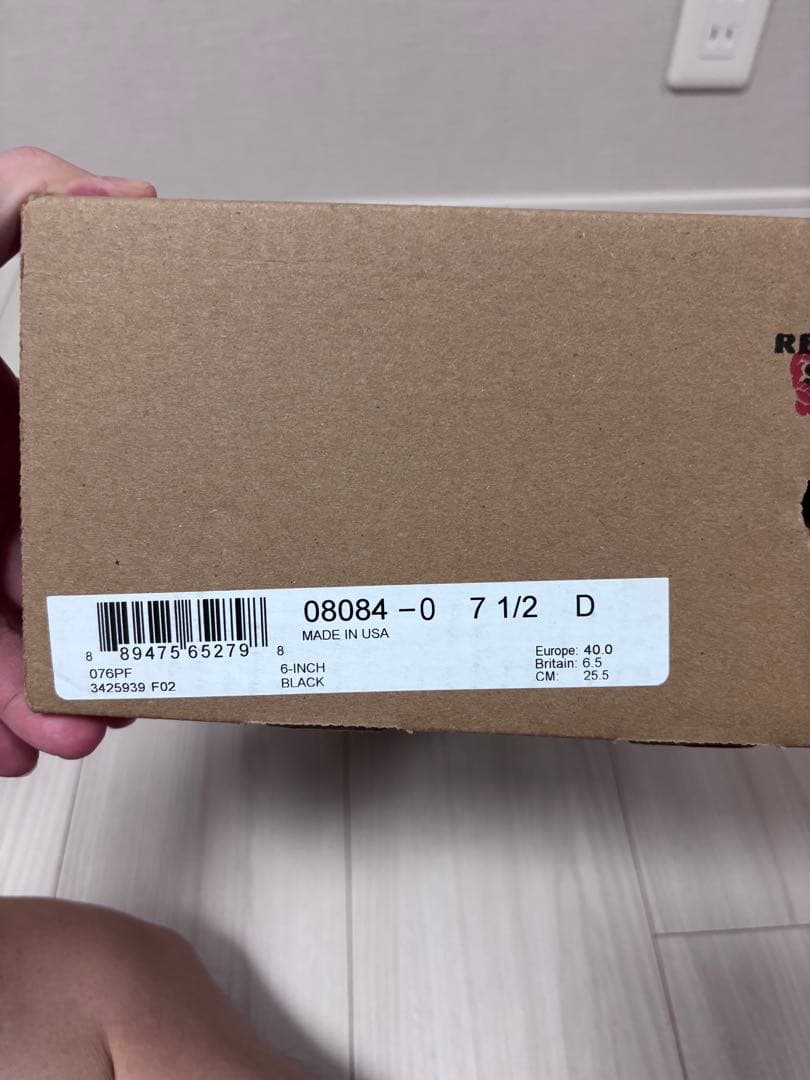 RE
08084 – 0 7 1/2 D
MADE IN USA
8 89475 65279 8
076PF
3425939 F02
6-INCH
BLACK
Europe: 40.0
Britain: 6.5
CM: 25.5